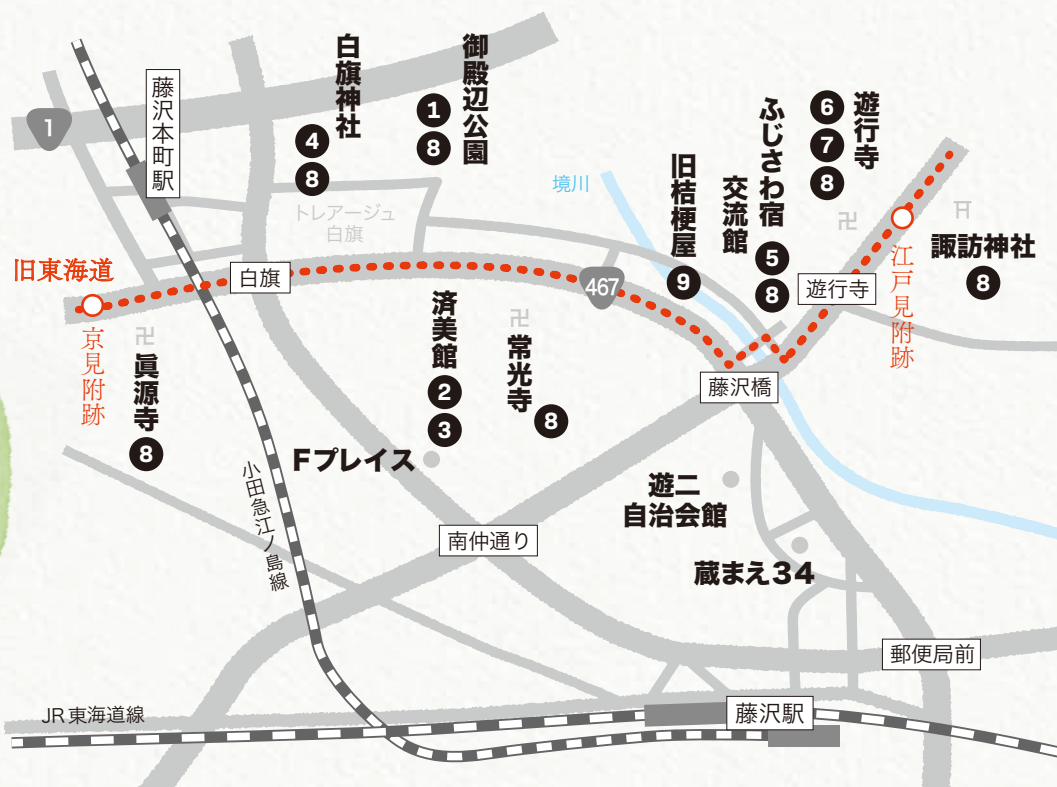 白旗神社
4
8
御殿辺公園
1
8
藤沢本町駅
1
遊行寺
6
7
8
ふじさわ宿
交流館
5
8
旧桔梗屋
9
境川
トレアージュ
白旗
卍
諏訪神社
8
旧東海道
白旗
467
遊行寺
江戸見附跡
京見附跡
卍
眞源寺
8
済美館
2
3
卍
常光寺
8
藤沢橋
Fプレイス
小田急江ノ島線
遊二
自治会館
南仲通り
蔵まえ34
郵便局前
JR東海道線
藤沢駅